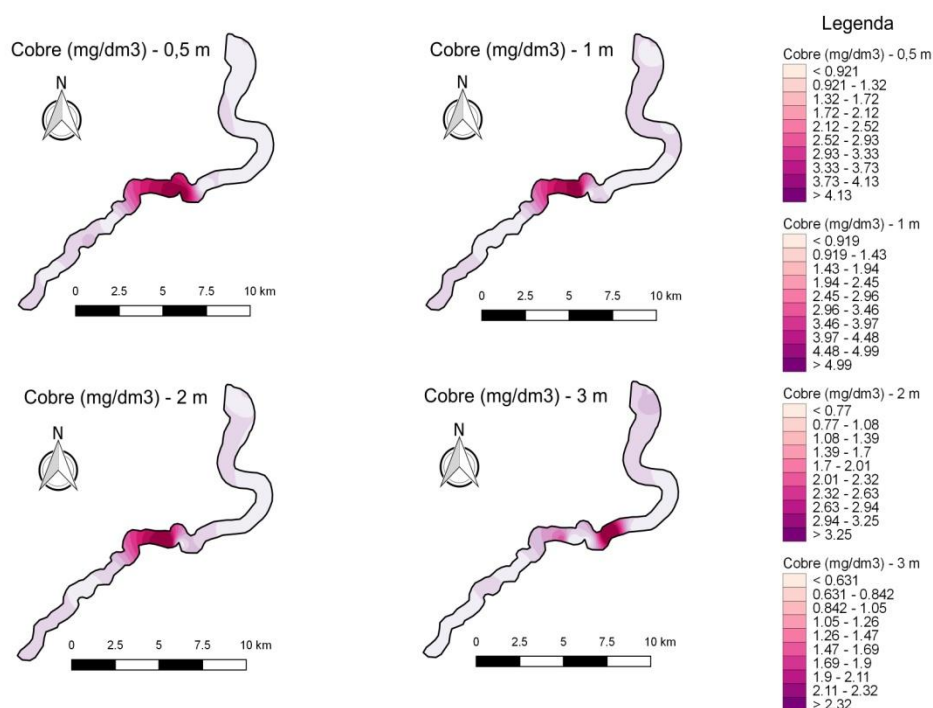 Cobre (mg/dm3) - 0,5 m
N
0 2.5 5 7.5 10 km
Cobre (mg/dm3) - 1 m
N
0 2.5 5 7.5 10 km
Cobre (mg/dm3) - 2 m
N
0 2.5 5 7.5 10 km
Cobre (mg/dm3) - 3 m
N
0 2.5 5 7.5 10 km
Legenda
Cobre (mg/dm3) - 0,5 m
< 0.921
0.921 - 1.32
1.32 - 1.72
1.72 - 2.12
2.12 - 2.52
2.52 - 2.93
2.93 - 3.33
3.33 - 3.73
3.73 - 4.13
> 4.13
Cobre (mg/dm3) - 1 m
< 0.919
0.919 - 1.43
1.43 - 1.94
1.94 - 2.45
2.45 - 2.96
2.96 - 3.46
3.46 - 3.97
3.97 - 4.48
4.48 - 4.99
> 4.99
Cobre (mg/dm3) - 2 m
< 0.77
0.77 - 1.08
1.08 - 1.39
1.39 - 1.7
1.7 - 2.01
2.01 - 2.32
2.32 - 2.63
2.63 - 2.94
2.94 - 3.25
> 3.25
Cobre (mg/dm3) - 3 m
< 0.631
0.631 - 0.842
0.842 - 1.05
1.05 - 1.26
1.26 - 1.47
1.47 - 1.69
1.69 - 1.9
1.9 - 2.11
2.11 - 2.32
> 2.32